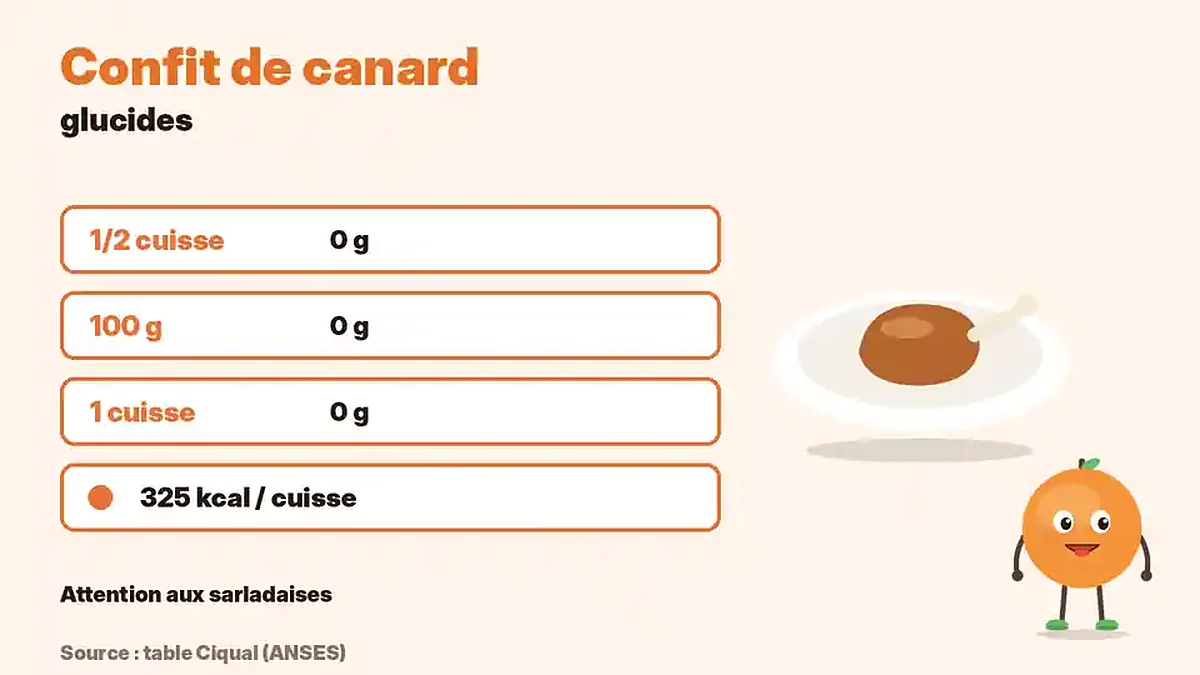 Confit de canard
glucides
1/2 cuisse 0 g
100 g 0 g
1 cuisse 0 g
325 kcal / cuisse
Attention aux sarladaises
Source : table Ciqual (ANSES)